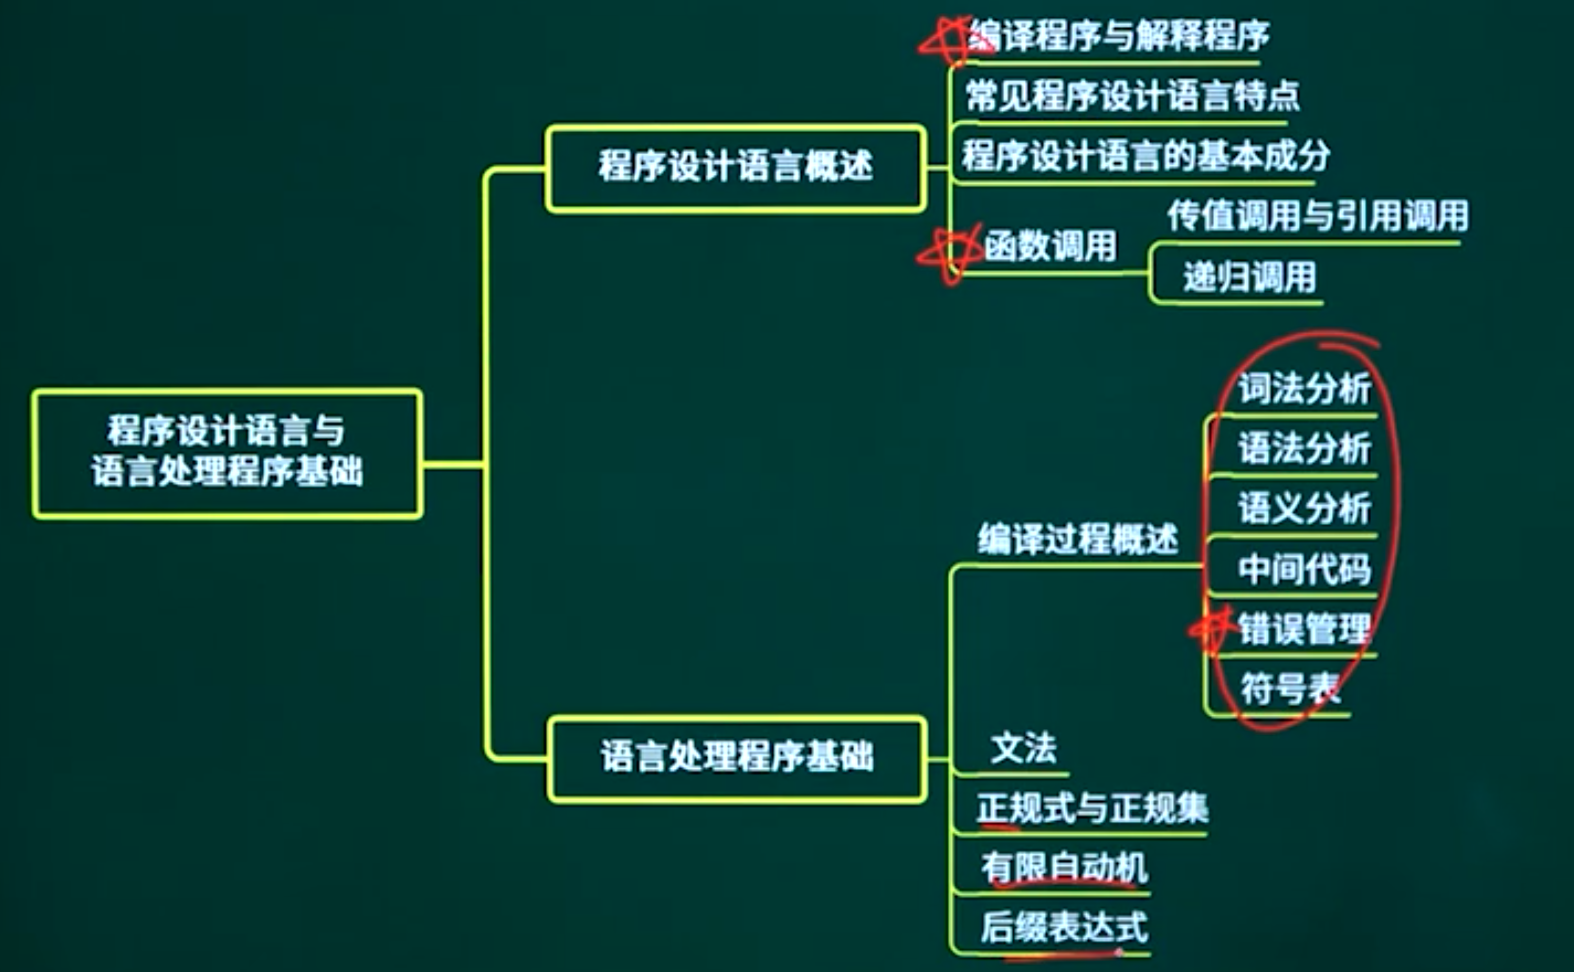 程序设计语言与
语言处理程序基础
程序设计语言概述
编译程序与解释程序
常见程序设计语言特点
程序设计语言的基本成分
函数调用
传值调用与引用调用
递归调用
语言处理程序基础
编译过程概述
词法分析
语法分析
语义分析
中间代码
错误管理
符号表
文法
正规式与正规集
有限自动机
后缀表达式